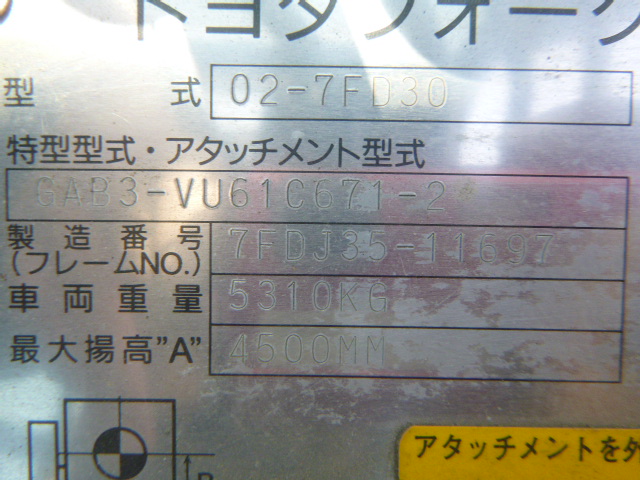 トヨタフォーク
型 式 02-7FD30
特型型式・アタッチメント型式
GAB3-VU61C671-2
製造番号 7FDJ35-11697
(フレームNO.)
車両重量 5310KG
最大揚高"A" 4500MM
アタッチメントを外